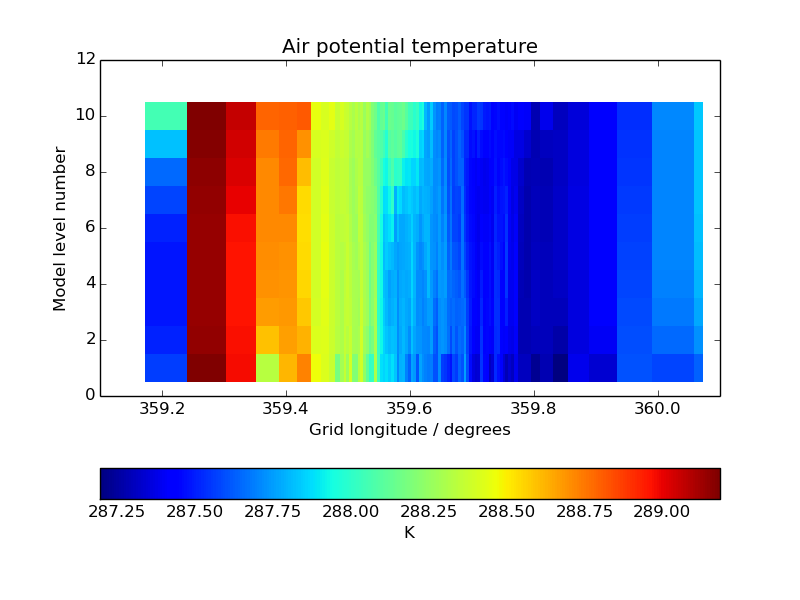 Air potential temperature
12
10
8
6
4
2
0
Model level number
359.2 359.4 359.6 359.8 360.0
Grid longitude / degrees
287.25 287.50 287.75 288.00 288.25 288.50 288.75 289.00
K